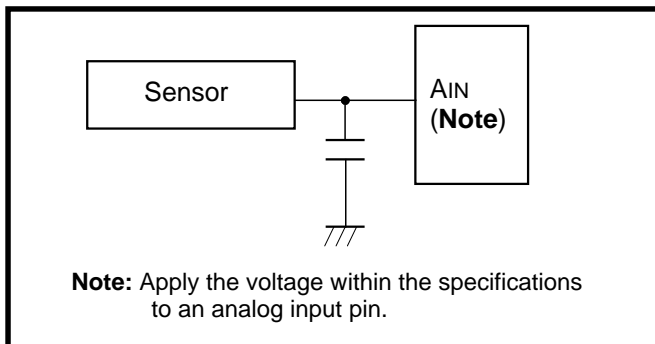 Sensor
AIN
(Note)
Note: Apply the voltage within the specifications
to an analog input pin.